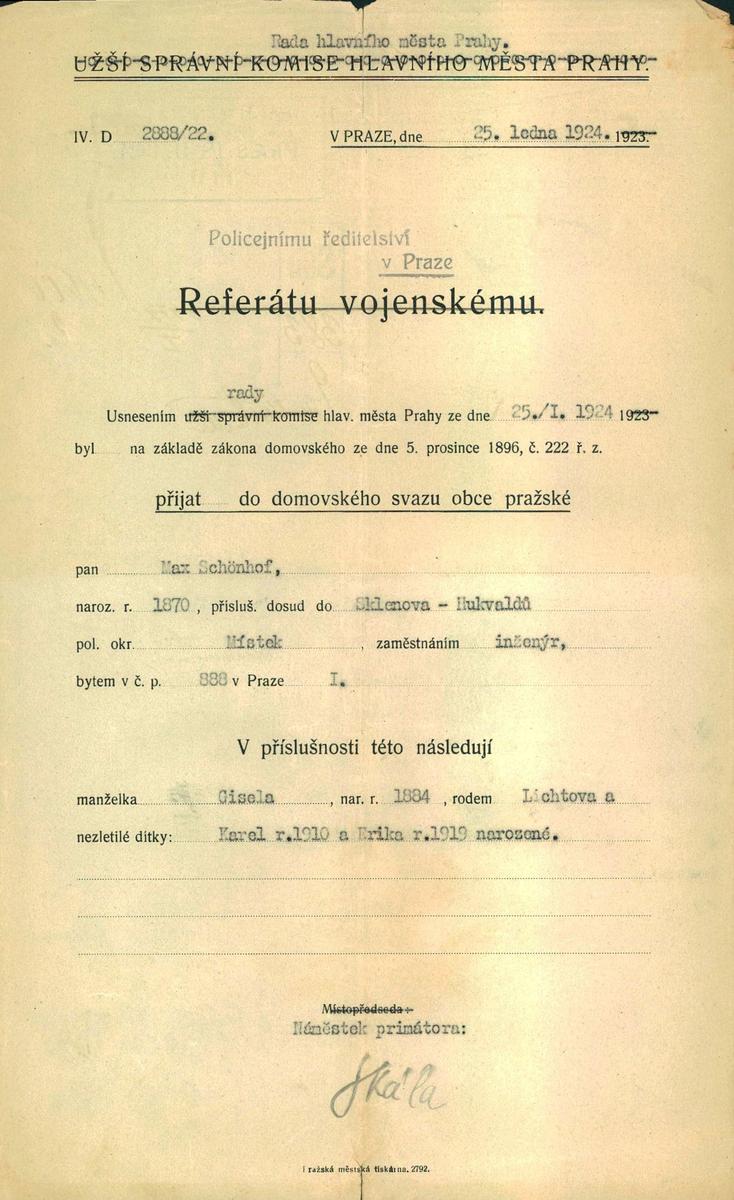 Rada hlavního města Prahy.
UŽŠÍ SPRÁVNÍ KOMISE HLAVNÍHO MĚSTA PRAHY.
IV. D 2888/22. V PRAZE, dne 25. ledna 1924. 1923.
Policejnímu ředitelství
v Praze
Referátu vojenskému.
rady
Usnesením užší správní komise hlav. města Prahy ze dne 25./I. 1924 1923
byl na základě zákona domovského ze dne 5. prosince 1896, č. 222 ř. z.
přijat do domovského svazu obce pražské
pan Max Schönhof,
naroz. r. 1870, přísluš. dosud do Sklenova - Hukvaldů
pol. okr. Místek, zaměstnáním inženýr,
bytem v č. p. 888 v Praze I.
V příslušnosti této následují
manželka Gisela, nar. r. 1884, rodem Lichtova a
nezletilé dítky: Karel r.1910 a Erika r.1919 narozené.
Místopředseda:
Náměstek primátora:
Skála
Pražská městská tiskárna. 2792.